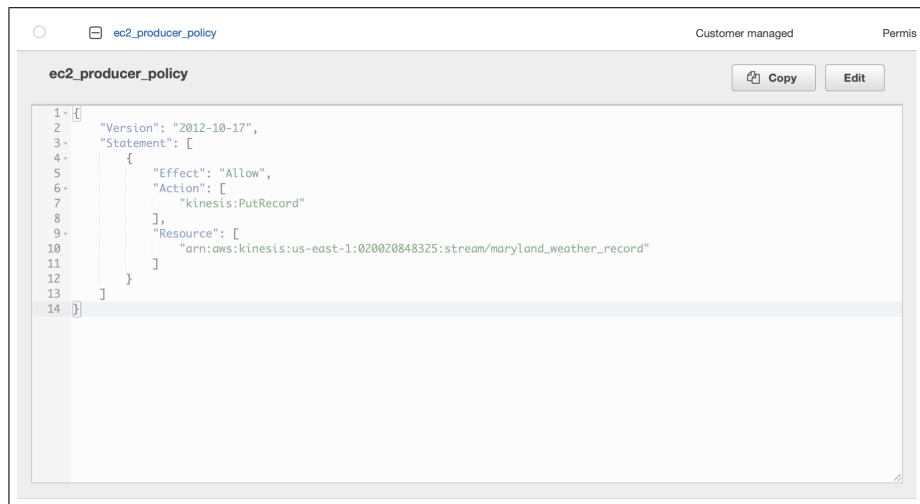 ec2_producer_policy Customer managed Permis
ec2_producer_policy Copy Edit
1 {
2     "Version": "2012-10-17",
3     "Statement": [
4         {
5             "Effect": "Allow",
6             "Action": [
7                 "kinesis:PutRecord"
8             ],
9             "Resource": [
10                 "arn:aws:kinesis:us-east-1:020020848325:stream/maryland_weather_record"
11             ]
12         }
13     ]
14 }